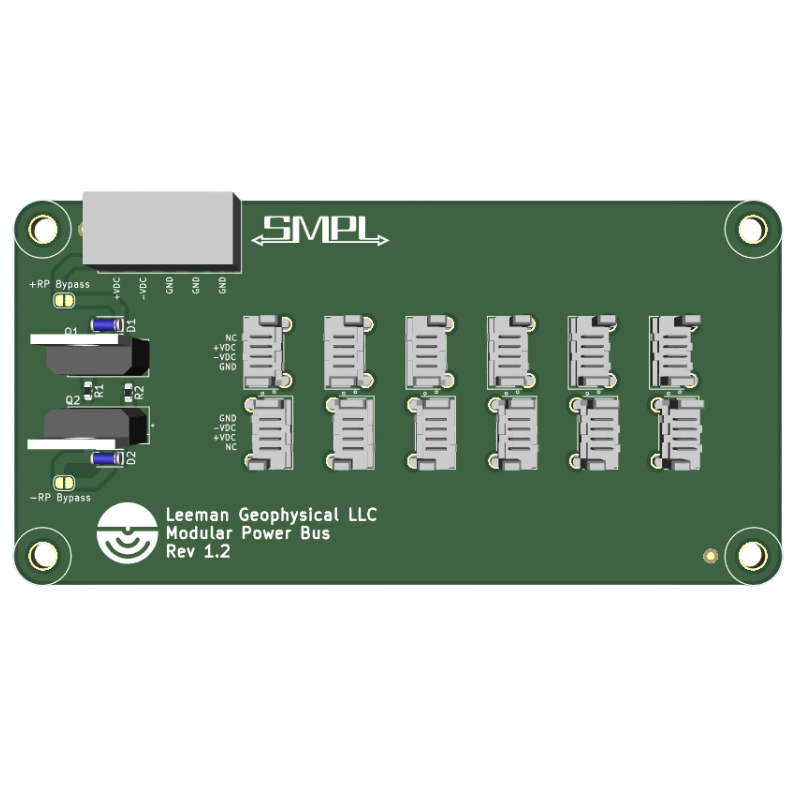 SMPL
+RP Bypass
+VDC
-VDC
GND
GND
GND
D1
Q1
NC
+VDC
-VDC
GND
R1
R2
Q2
GND
-VDC
+VDC
NC
D2
-RP Bypass
Leeman Geophysical LLC
Modular Power Bus
Rev 1.2